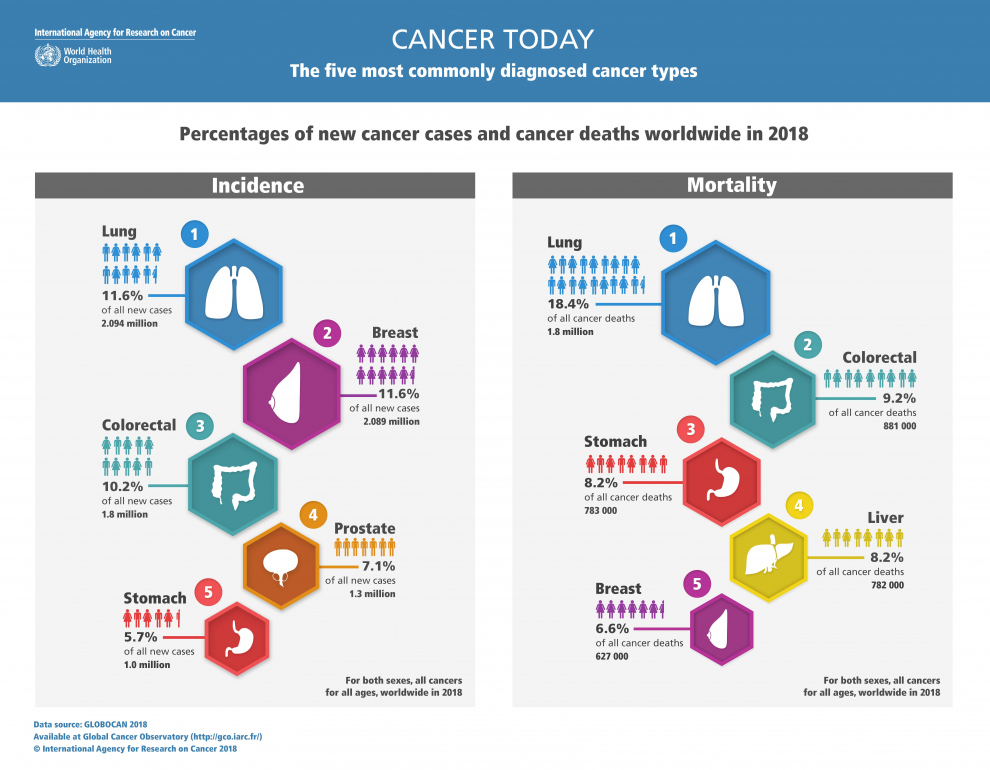 International Agency for Research on Cancer
World Health
Organization
CANCER TODAY
The five most commonly diagnosed cancer types
Percentages of new cancer cases and cancer deaths worldwide in 2018
Incidence
Lung
1
11.6%
of all new cases
2.094 million
2
Breast
11.6%
of all new cases
2.089 million
Colorectal
3
10.2%
of all new cases
1.8 million
4
Prostate
7.1%
of all new cases
1.3 million
Stomach
5
5.7%
of all new cases
1.0 million
For both sexes, all cancers
for all ages, worldwide in 2018
Mortality
Lung
1
18.4%
of all cancer deaths
1.8 million
2
Colorectal
9.2%
of all cancer deaths
881 000
Stomach
3
8.2%
of all cancer deaths
783 000
4
Liver
8.2%
of all cancer deaths
782 000
Breast
5
6.6%
of all cancer deaths
627 000
For both sexes, all cancers
for all ages, worldwide in 2018
Data source: GLOBOCAN 2018
Available at Global Cancer Observatory (http://gco.iarc.fr/)
© International Agency for Research on Cancer 2018